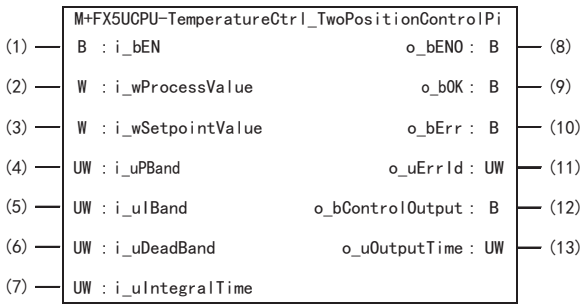 M+FX5UCPU-TemperatureCtrl_TwoPositionControlPi
(1) B : i_bEN o_bENO : B (8)
(2) W : i_wProcessValue o_bOK : B (9)
(3) W : i_wSetpointValue o_bErr : B (10)
(4) UW : i_uPBand o_uErrId : UW (11)
(5) UW : i_uIBand o_bControlOutput : B (12)
(6) UW : i_uDeadBand o_uOutputTime : UW (13)
(7) UW : i_uIntegralTime